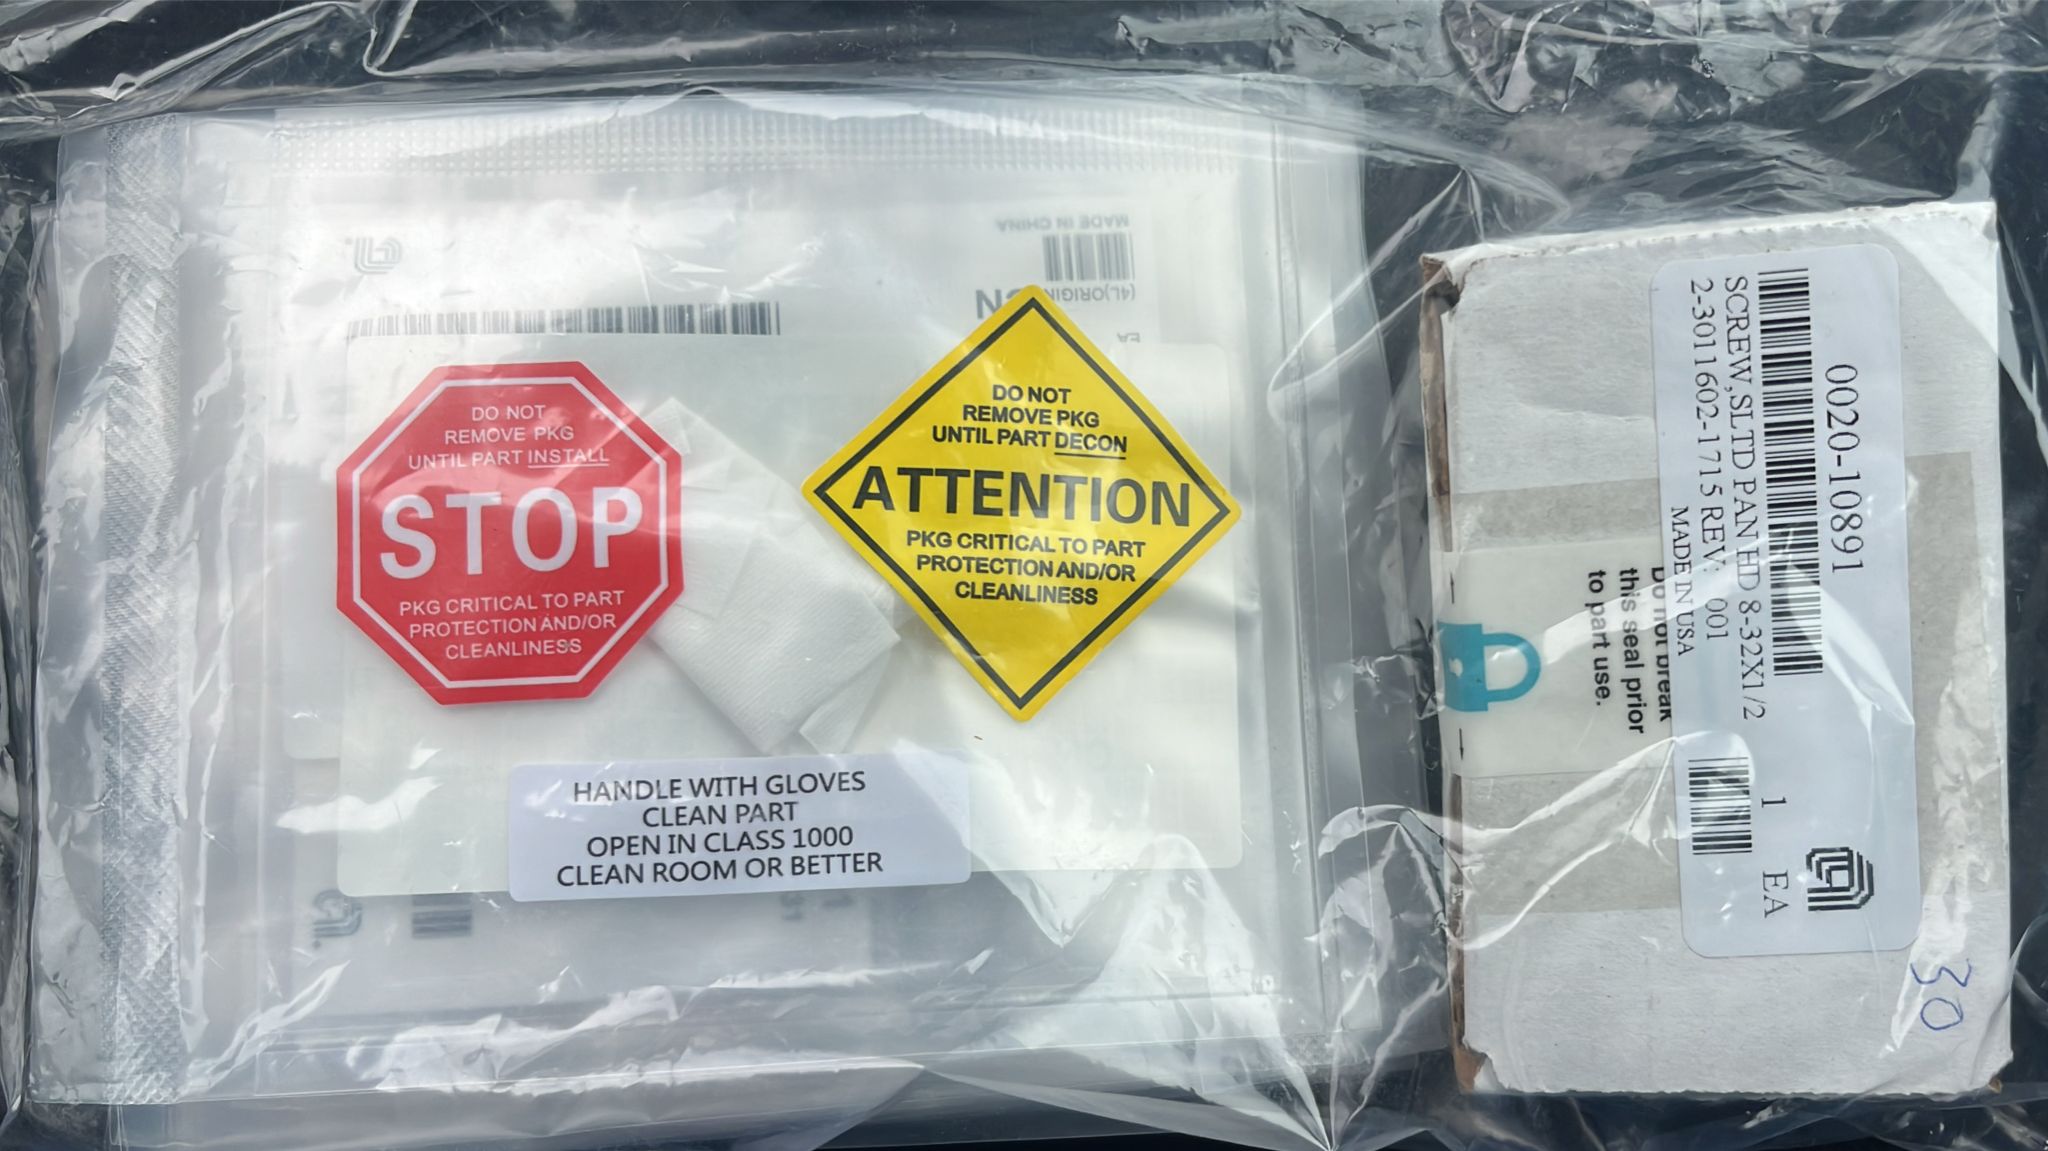 MADE IN CHINA
(4L)ORIGIN
CN
EA
DO NOT
REMOVE PKG
UNTIL PART INSTALL
STOP
PKG CRITICAL TO PART
PROTECTION AND/OR
CLEANLINESS
DO NOT
REMOVE PKG
UNTIL PART DECON
ATTENTION
PKG CRITICAL TO PART
PROTECTION AND/OR
CLEANLINESS
HANDLE WITH GLOVES
CLEAN PART
OPEN IN CLASS 1000
CLEAN ROOM OR BETTER
0020-10891
SCREW,SLTD PAN HD 8-32X1/2
2-3011602-1715 REV: 001
MADE IN USA
1 EA
Do not break
this seal prior
to part use.
30